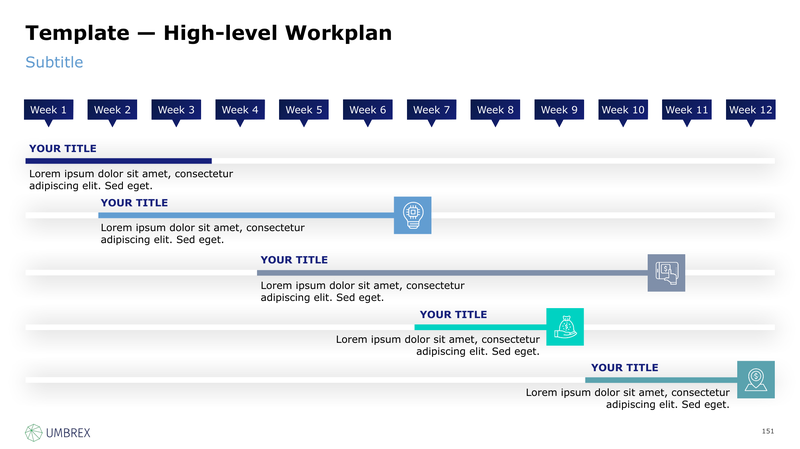 Template — High-level Workplan
Subtitle
Week 1 Week 2 Week 3 Week 4 Week 5 Week 6 Week 7 Week 8 Week 9 Week 10 Week 11 Week 12
YOUR TITLE
Lorem ipsum dolor sit amet, consectetur
adipiscing elit. Sed eget.
YOUR TITLE
Lorem ipsum dolor sit amet, consectetur
adipiscing elit. Sed eget.
YOUR TITLE
Lorem ipsum dolor sit amet, consectetur
adipiscing elit. Sed eget.
YOUR TITLE
Lorem ipsum dolor sit amet, consectetur
adipiscing elit. Sed eget.
YOUR TITLE
Lorem ipsum dolor sit amet, consectetur
adipiscing elit. Sed eget.
UMBREX
151